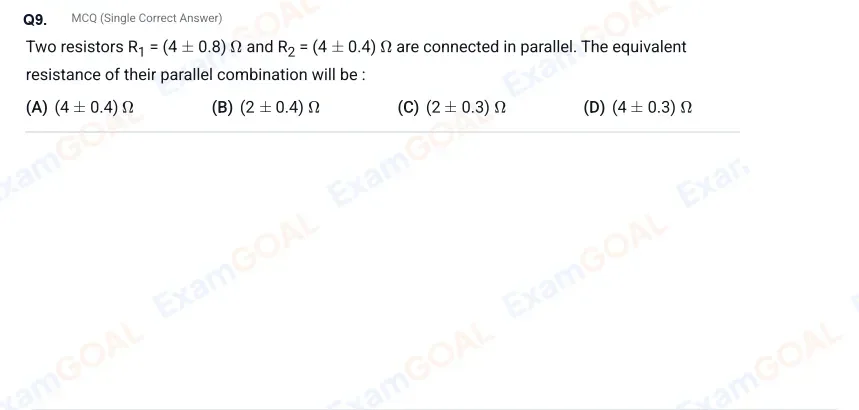 Q9. MCQ (Single Correct Answer)
Two resistors R₁ = (4 ± 0.8) Ω and R₂ = (4 ± 0.4) Ω are connected in parallel. The equivalent
resistance of their parallel combination will be :
(A) (4 ± 0.4) Ω (B) (2 ± 0.4) Ω (C) (2 ± 0.3) Ω (D) (4 ± 0.3) Ω
ExamGOAL